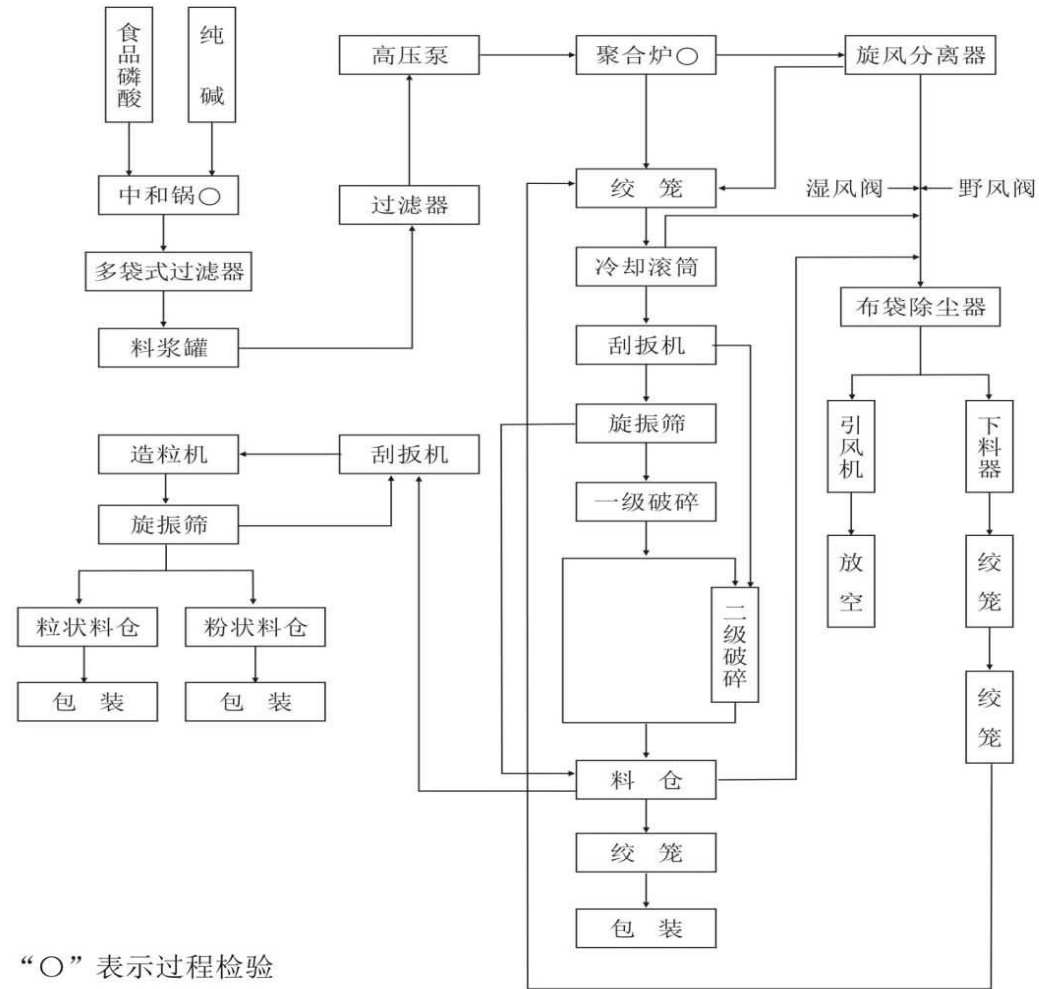 食品磷酸
纯碱
高压泵
聚合炉○
旋风分离器
中和锅○
过滤器
绞笼
湿风阀
野风阀
多袋式过滤器
冷却滚筒
布袋除尘器
料浆罐
刮扳机
引风机
下料器
旋振筛
造粒机
刮扳机
一级破碎
旋振筛
放空
绞笼
粒状料仓
粉状料仓
二级破碎
包装
包装
绞笼
料仓
绞笼
包装
“○”表示过程检验